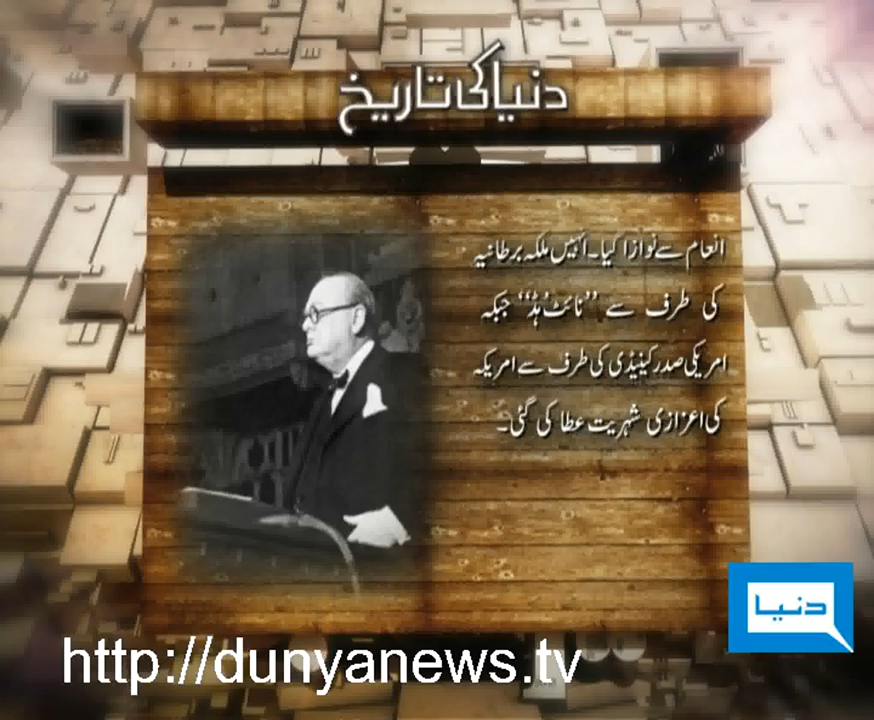 دنیا کی تاریخ
انعام سے نوازا گیا۔ انہیں ملکہ برطانیہ
کی طرف سے ’’نائٹ ہُڈ‘‘ جبکہ
امریکی صدر کینیڈی کی طرف سے امریکہ
کی اعزازی شہریت عطا کی گئی۔
دنیا
http://dunyanews.tv